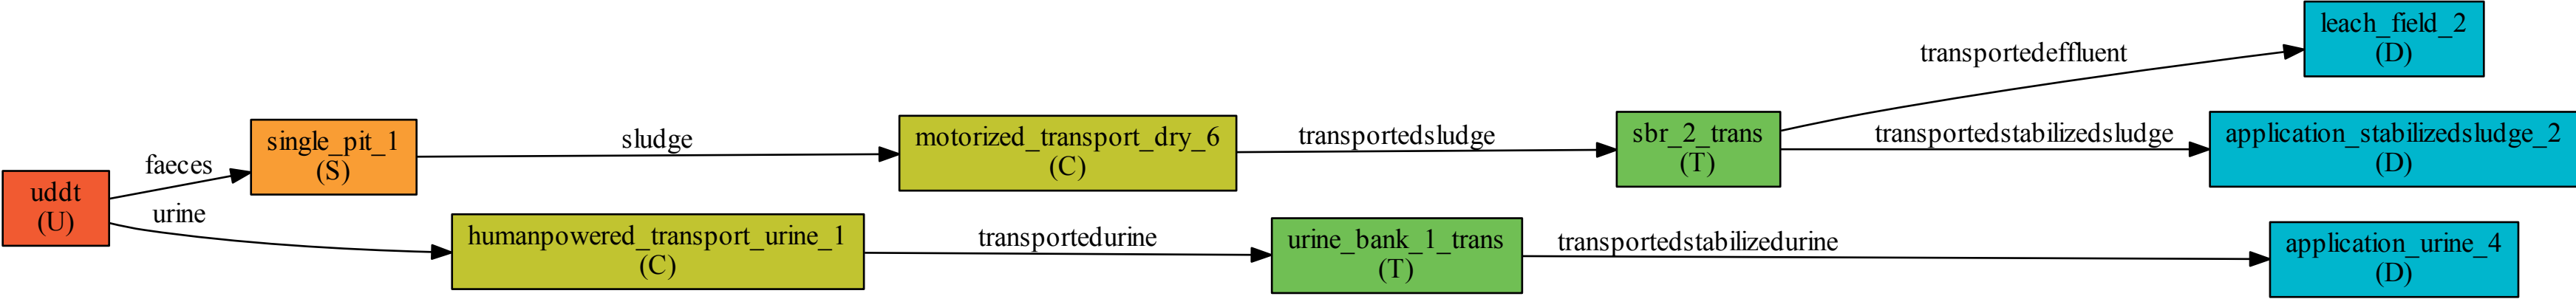 leach_field_2
(D)
transportedeffluent
single_pit_1
(S)
sludge
motorized_transport_dry_6
(C)
transportedsludge
sbr_2_trans
(T)
transportedstabilizedsludge
application_stabilizedsludge_2
(D)
faeces
uddt
(U)
urine
humanpowered_transport_urine_1
(C)
transportedurine
urine_bank_1_trans
(T)
transportedstabilizedurine
application_urine_4
(D)